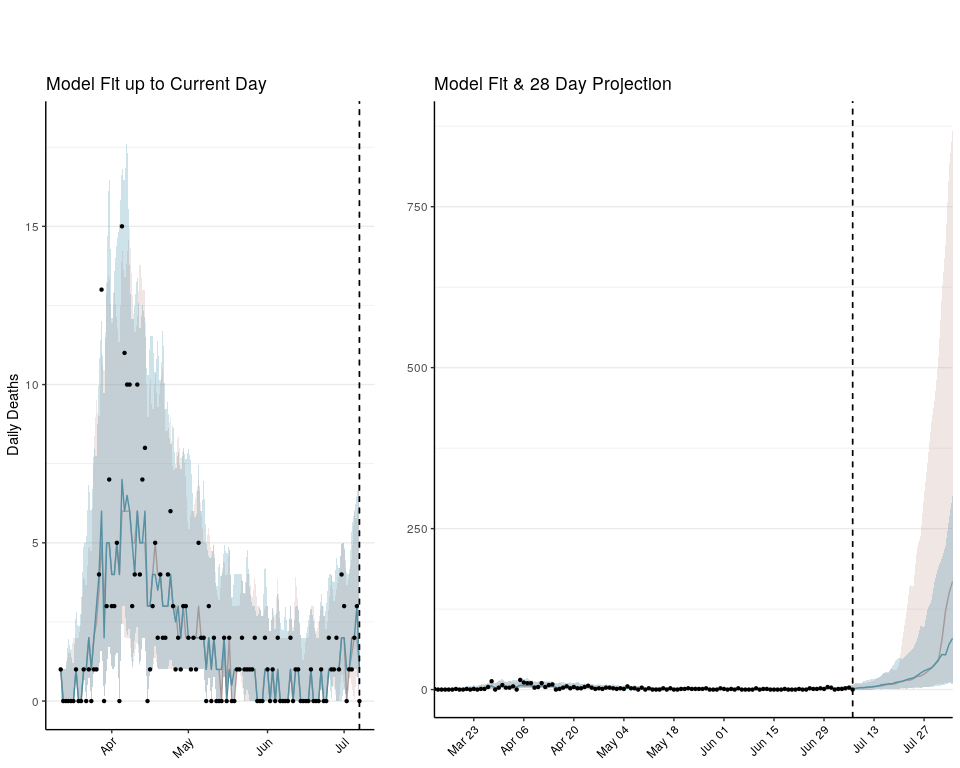 Model Fit up to Current Day
Daily Deaths
15
10
5
0
Apr
May
Jun
Jul
Model Fit & 28 Day Projection
750
500
250
0
Mar 23
Apr 06
Apr 20
May 04
May 18
Jun 01
Jun 15
Jun 29
Jul 13
Jul 27